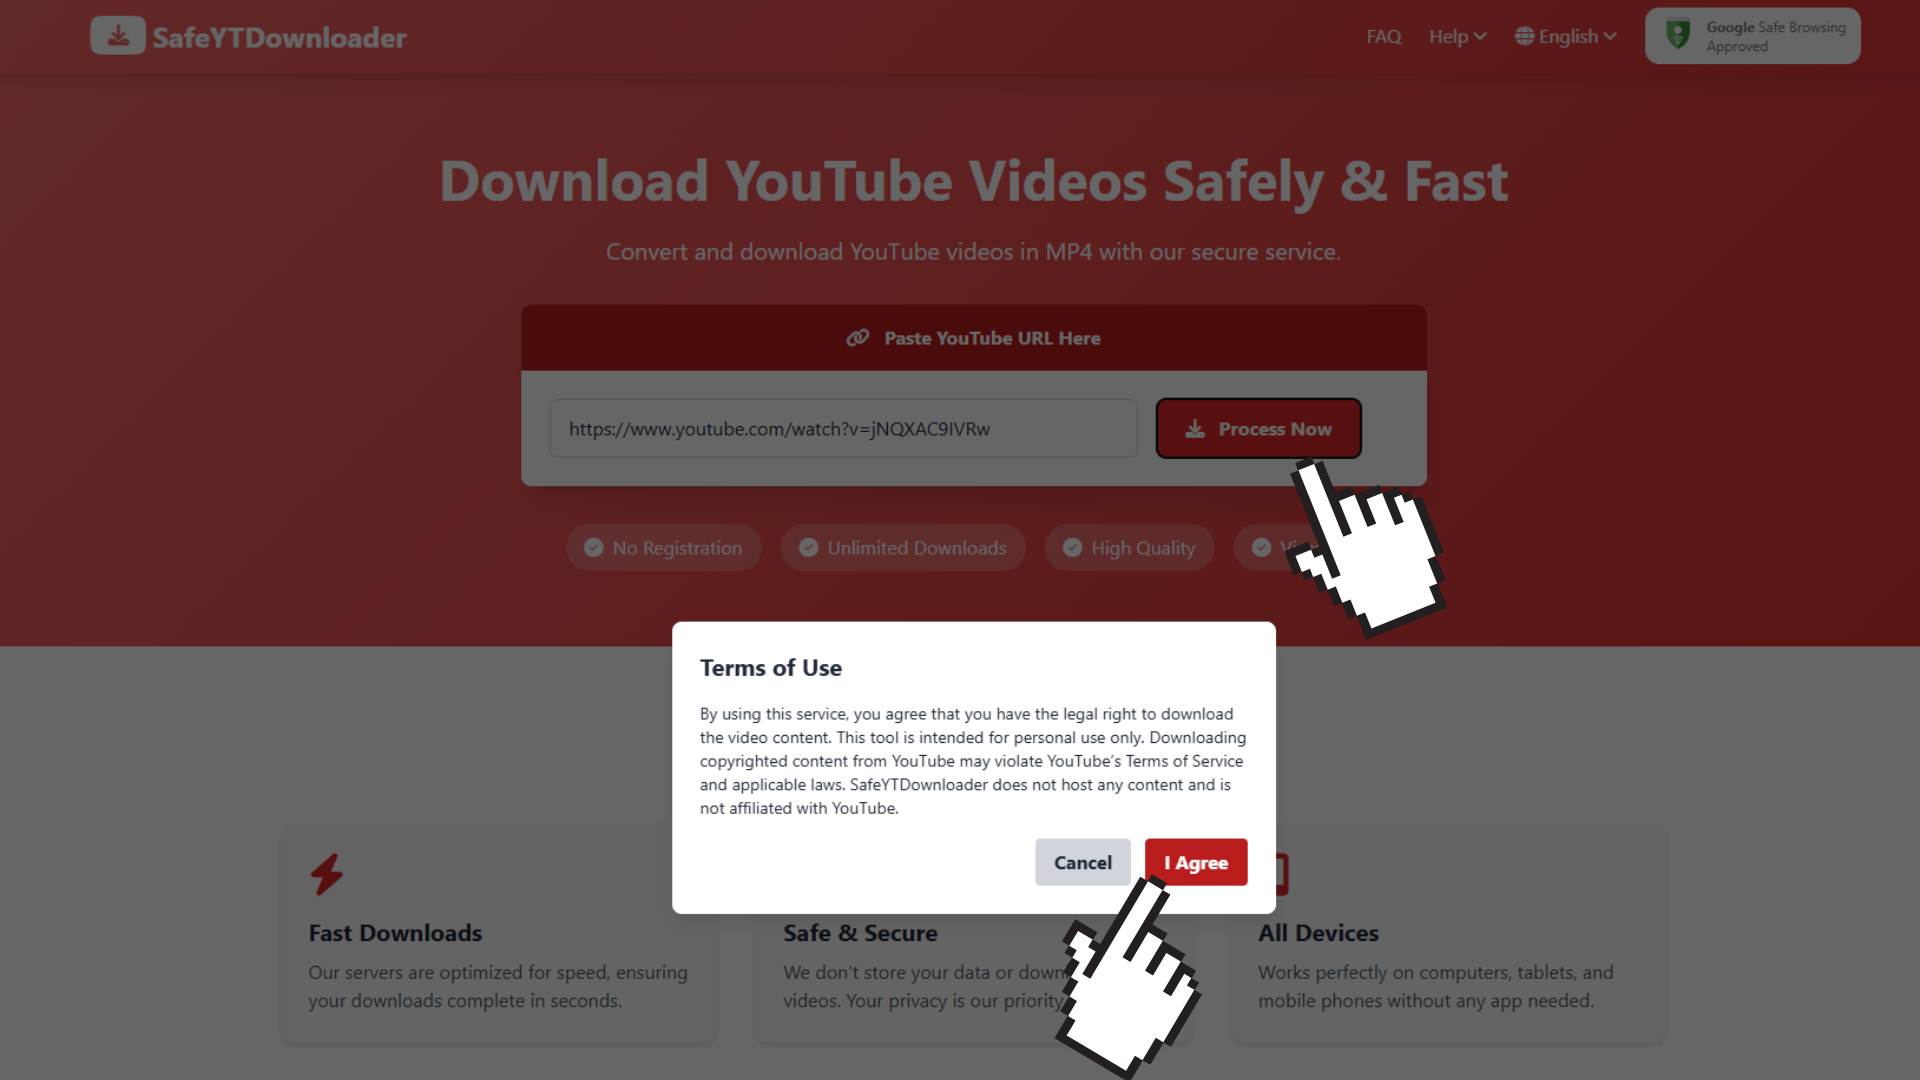 SafeYTDownloader
FAQ
Help
English
Google Safe Browsing
Approved
Download YouTube Videos Safely & Fast
Convert and download YouTube videos in MP4 with our secure service.
Paste YouTube URL Here
https://www.youtube.com/watch?v=jNQXAC9IVRw
Process Now
No Registration
Unlimited Downloads
High Quality
Terms of Use
By using this service, you agree that you have the legal right to download
the video content. This tool is intended for personal use only. Downloading
copyrighted content from YouTube may violate YouTube’s Terms of Service
and applicable laws. SafeYTDownloader does not host any content and is
not affiliated with YouTube.
Cancel
I Agree
Fast Downloads
Our servers are optimized for speed, ensuring
your downloads complete in seconds.
Safe & Secure
We don't store your data or
videos. Your privacy is our priority
All Devices
Works perfectly on computers, tablets, and
mobile phones without any app needed.